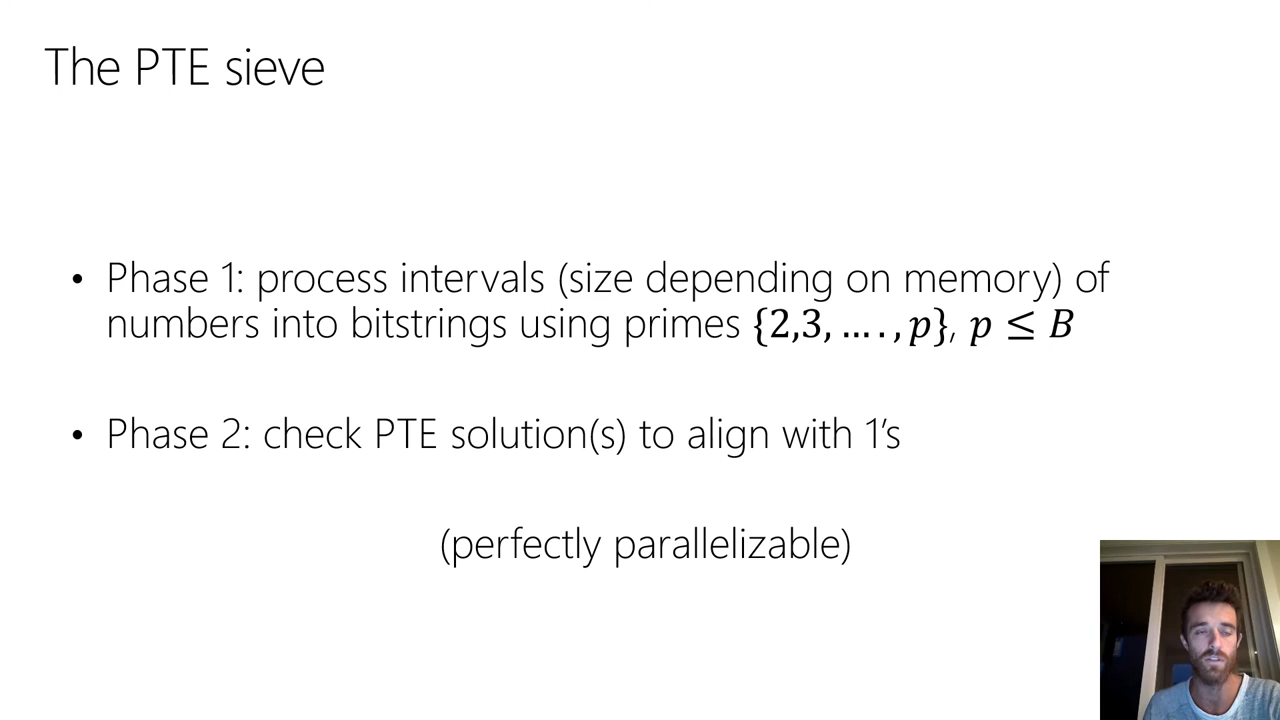 The PTE sieve
• Phase 1: process intervals (size depending on memory) of
numbers into bitstrings using primes {2,3, … . , p}, p ≤ B
• Phase 2: check PTE solution(s) to align with 1’s
(perfectly parallelizable)